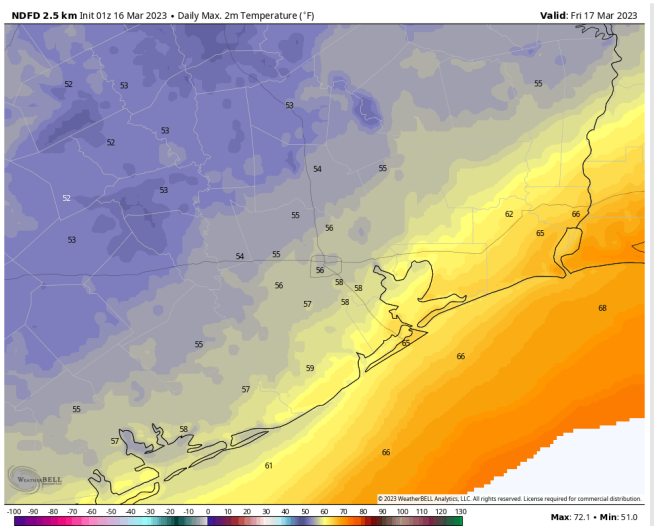 NDFD 2.5 km Init 01z 16 Mar 2023 • Daily Max. 2m Temperature (°F)
Valid: Fri 17 Mar 2023
52 53 55
53
53
52
54 55
53
52
55 62 66
56
65
53
54 55
56
56 58 58
57 58 68
55 65
66
59
57
55
58
57
66
61
WEATHERBELL
© 2023 WeatherBELL Analytics, LLC. All rights reserved. License required for commercial distribution.
-100 -90 -80 -70 -60 -50 -40 -30 -20 -10 0 10 20 30 40 50 60 70 80 90 100 110 120 130
Max: 72.1 • Min: 51.0